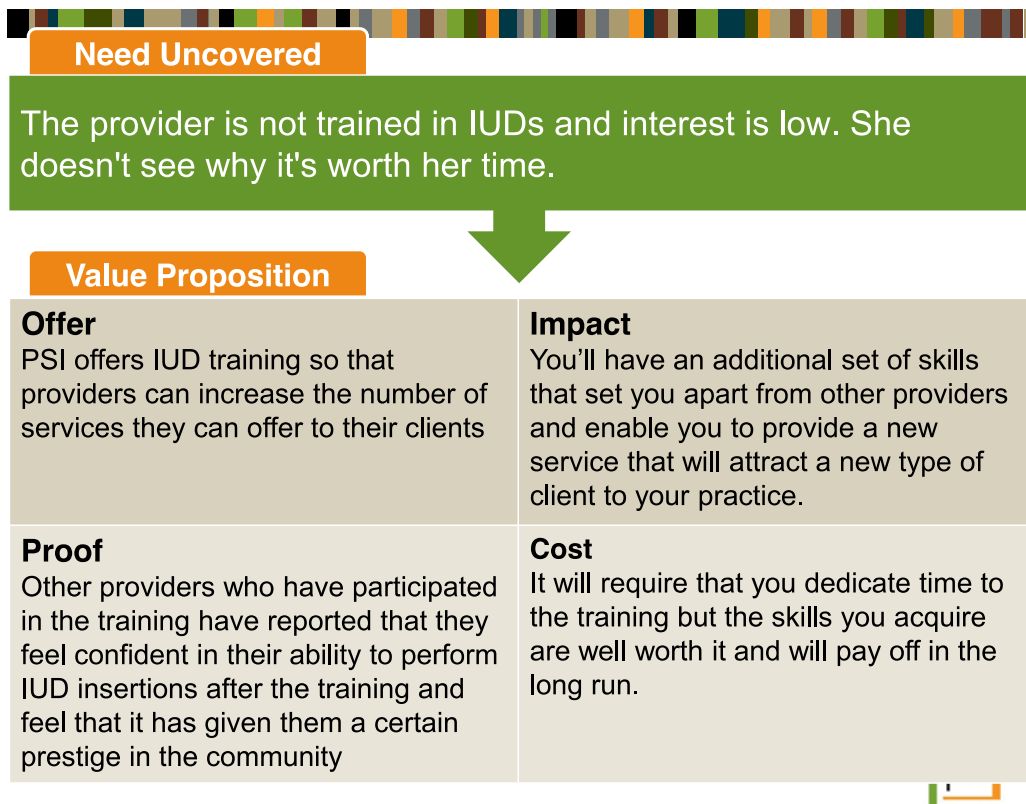 Need Uncovered
The provider is not trained in IUDs and interest is low. She
doesn't see why it's worth her time.
Value Proposition
Offer
PSI offers IUD training so that
providers can increase the number of
services they can offer to their clients
Impact
You’ll have an additional set of skills
that set you apart from other providers
and enable you to provide a new
service that will attract a new type of
client to your practice.
Proof
Other providers who have participated
in the training have reported that they
feel confident in their ability to perform
IUD insertions after the training and
feel that it has given them a certain
prestige in the community
Cost
It will require that you dedicate time to
the training but the skills you acquire
are well worth it and will pay off in the
long run.